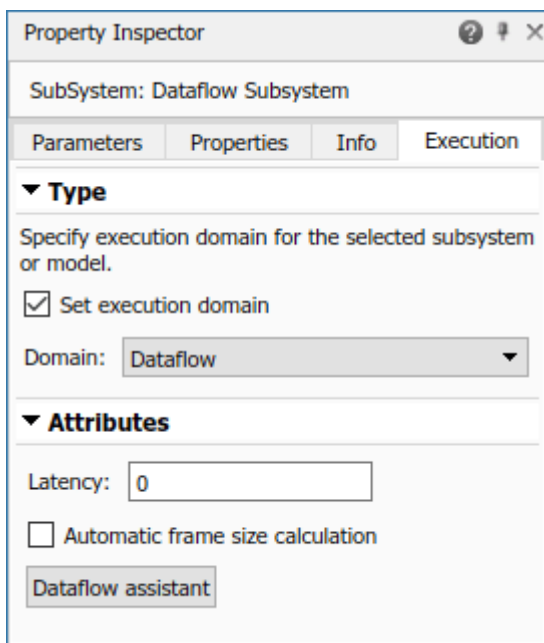 Property Inspector
SubSystem: Dataflow Subsystem
Parameters Properties Info Execution
Type
Specify execution domain for the selected subsystem
or model.
Set execution domain
Domain: Dataflow
Attributes
Latency: 0
Automatic frame size calculation
Dataflow assistant